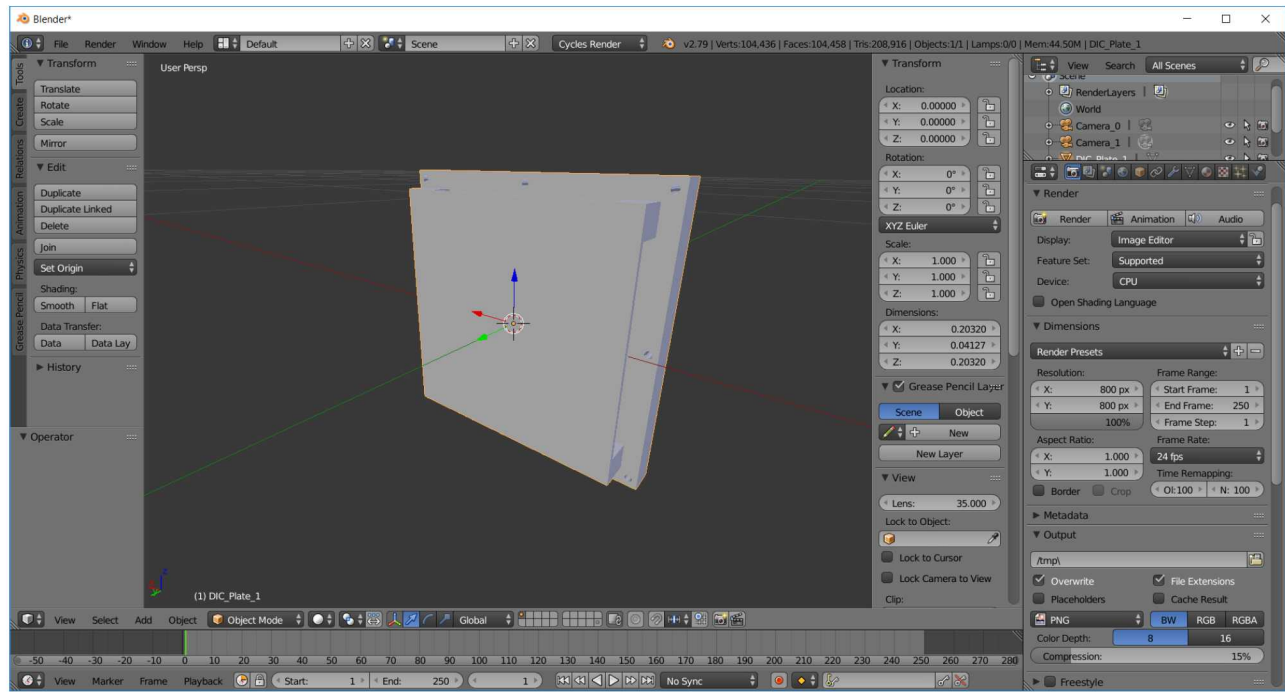 Blender*
File Render Window Help Default Scene Cycles Render v2.79 | Verts:104,436 | Faces:104,458 | Tris:208,916 | Objects:1/1 | Lamps:0/0 | Mem:44.50M | DIC_Plate_1
Tools
Create
Relations
Animation
Physics
Grease Pencil
Transform
Translate
Rotate
Scale
Mirror
Edit
Duplicate
Duplicate Linked
Delete
Join
Set Origin
Shading:
Smooth Flat
Data Transfer:
Data Data Lay
History
Operator
User Persp
z
(1) DIC_Plate_1
Transform
Location:
X: 0.00000
Y: 0.00000
Z: 0.00000
Rotation:
X: 0°
Y: 0°
Z: 0°
XYZ Euler
Scale:
X: 1.000
Y: 1.000
Z: 1.000
Dimensions:
X: 0.20320
Y: 0.04127
Z: 0.20320
Grease Pencil Layer
Scene Object
New
New Layer
View
Lens: 35.000
Lock to Object:
Lock to Cursor
Lock Camera to View
Clip:
View Search All Scenes
Scene
RenderLayers |
World
Camera_0 |
Camera_1 |
DIC_Plate_1 |
Render
Render Animation Audio
Display: Image Editor
Feature Set: Supported
Device: CPU
Open Shading Language
Dimensions
Render Presets
Resolution: Frame Range:
X: 800 px Start Frame: 1
Y: 800 px End Frame: 250
100% Frame Step: 1
Aspect Ratio: Frame Rate:
X: 1.000 24 fps
Y: 1.000 Time Remapping:
Border Crop Ol:100 N: 100
Metadata
Output
/tmp\
Overwrite File Extensions
Placeholders Cache Result
PNG BW RGB RGBA
Color Depth: 8 16
Compression: 15%
Freestyle
View Select Add Object Object Mode Global
-50 -40 -30 -20 -10 0 10 20 30 40 50 60 70 80 90 100 110 120 130 140 150 160 170 180 190 200 210 220 230 240 250 260 270 280
View Marker Frame Playback Start: 1 End: 250 1 No Sync